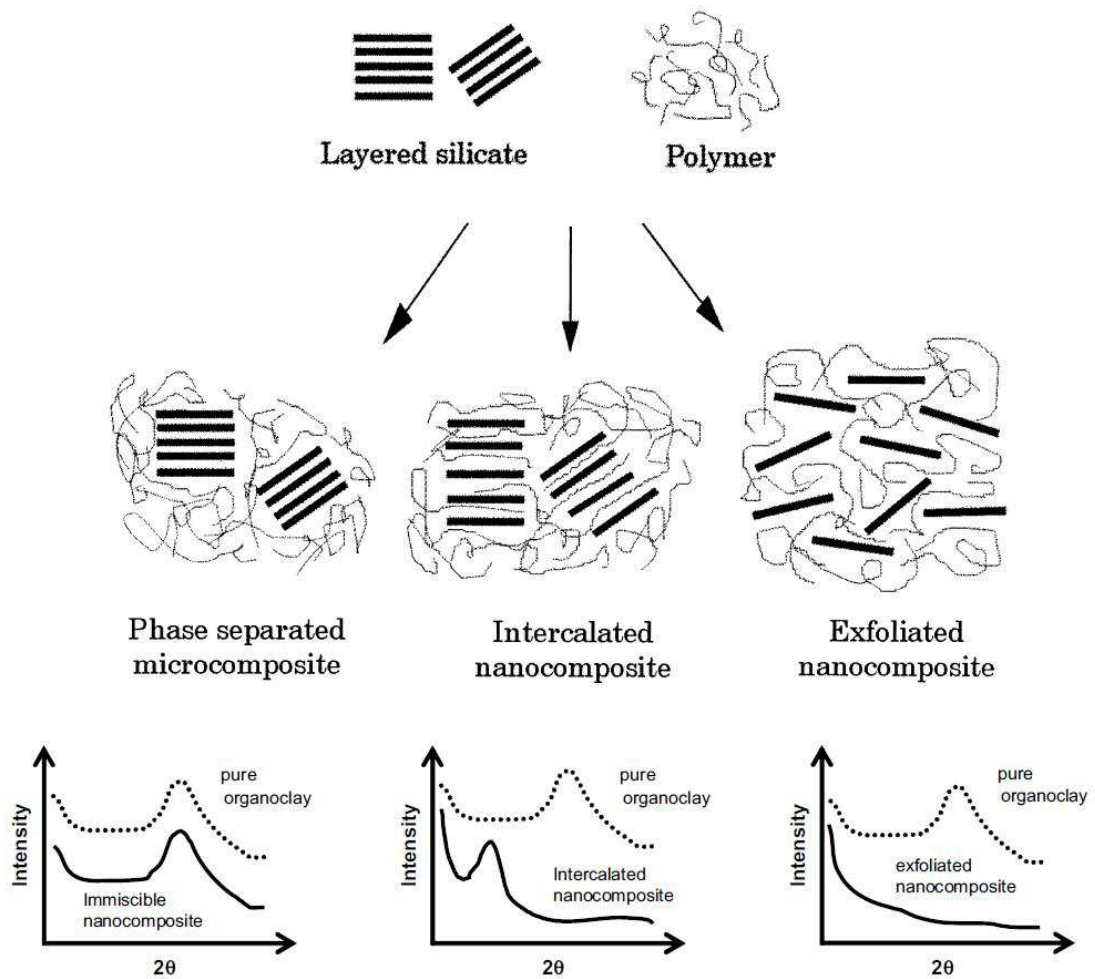 Layered silicate
Polymer
Phase separated
microcomposite
Intercalated
nanocomposite
Exfoliated
nanocomposite
Intensity
pure
organoclay
Immiscible
nanocomposite
2θ
Intensity
pure
organoclay
Intercalated
nanocomposite
2θ
Intensity
pure
organoclay
exfoliated
nanocomposite
2θ